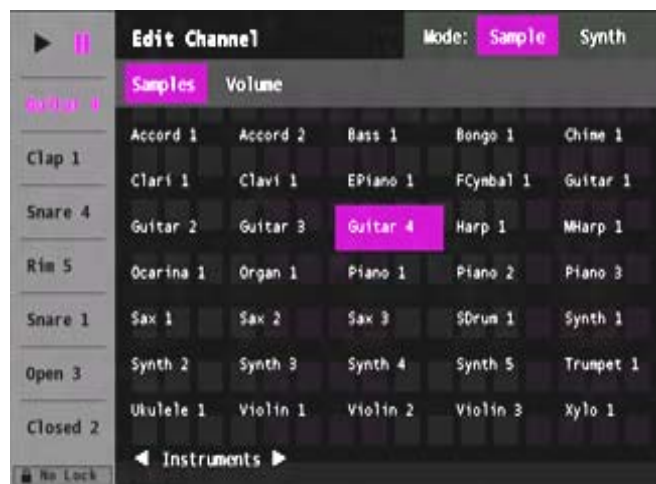 Edit Channel Mode: Sample Synth
Samples Volume
Guitar 4
Clap 1
Snare 4
Rim 5
Snare 1
Open 3
Closed 2
No Lock
Accord 1 Accord 2 Bass 1 Bongo 1 Chime 1
Clari 1 Clavi 1 EPiano 1 FCymbal 1 Guitar 1
Guitar 2 Guitar 3 Guitar 4 Harp 1 MHarp 1
Ocarina 1 Organ 1 Piano 1 Piano 2 Piano 3
Sax 1 Sax 2 Sax 3 SDrum 1 Synth 1
Synth 2 Synth 3 Synth 4 Synth 5 Trumpet 1
Ukulele 1 Violin 1 Violin 2 Violin 3 Xylo 1
Instruments